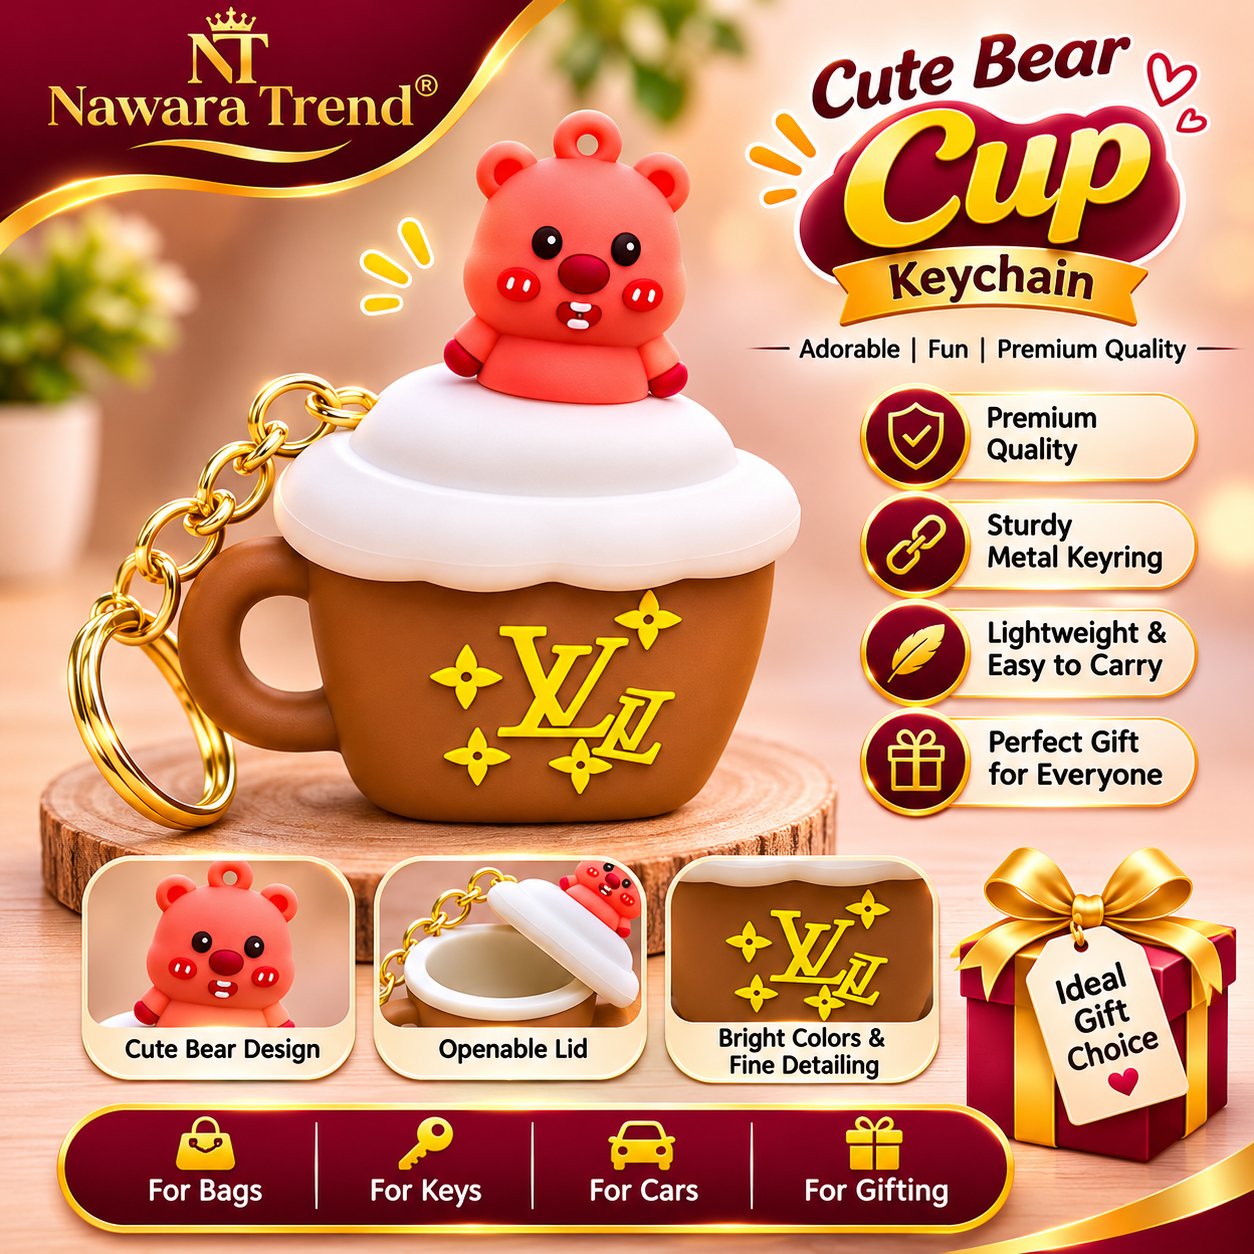 NT
Nawara Trend®
Cute Bear
Cup
Keychain
Adorable | Fun | Premium Quality
Premium
Quality
Sturdy
Metal Keyring
Lightweight &
Easy to Carry
Perfect Gift
for Everyone
LV
Cute Bear Design
Openable Lid
LV
Bright Colors &
Fine Detailing
Ideal
Gift
Choice
For Bags
For Keys
For Cars
For Gifting